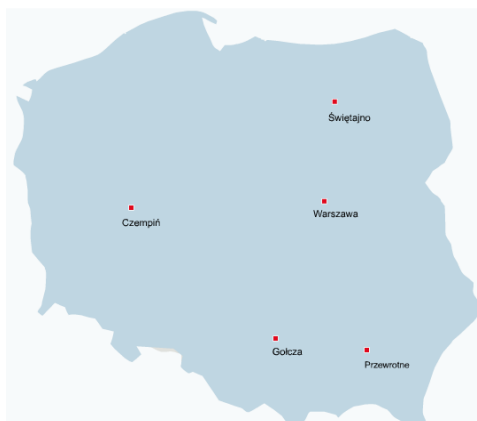 Świętajno
Warszawa
Czempiń
Gołcza
Przewrotne